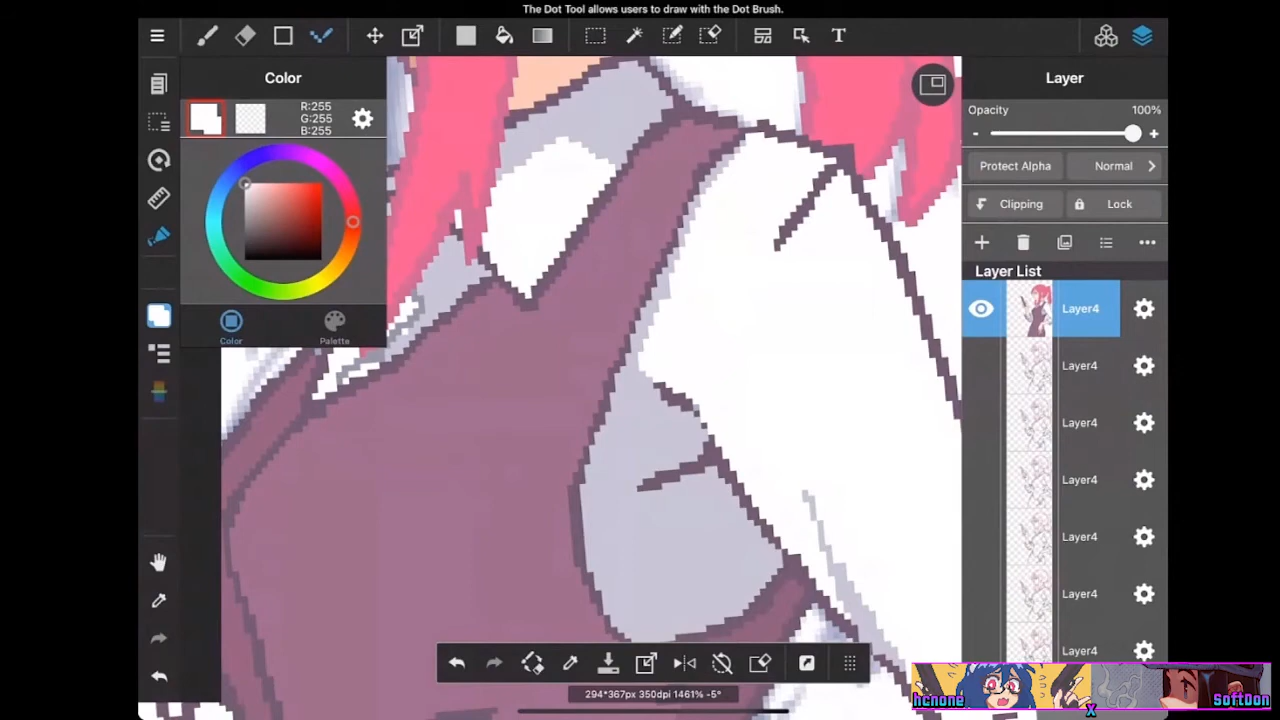 The Dot Tool allows users to draw with the Dot Brush.
T
Color
Layer
R:255
G:255
B:255
Opacity
100%
-
+
Protect Alpha
Normal
Clipping
Lock
Layer List
Layer4
Color
Palette
Layer4
Layer4
Layer4
Layer4
Layer4
Layer4
294*367px 350dpi 1461% -5°
hcnone
X
SoftDon